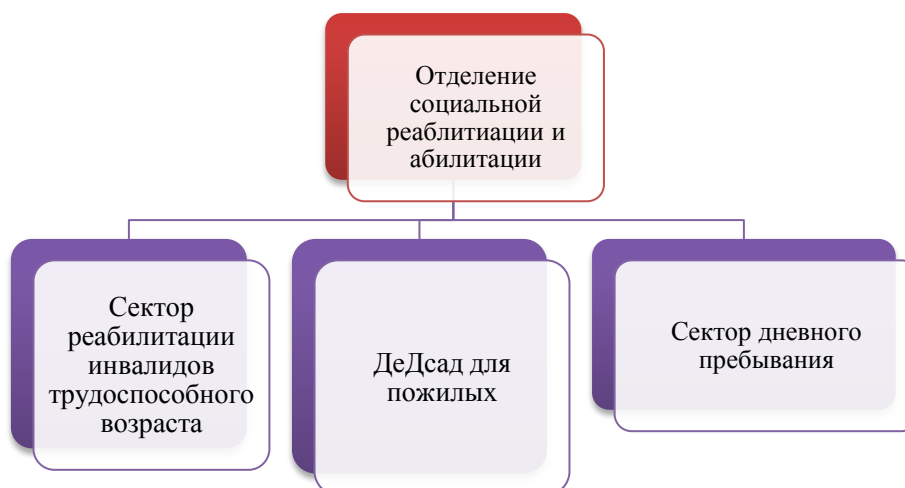 Отделение
социальной
реаблитиации и
абилитации
Сектор
реабилитации
инвалидов
трудоспособного
возраста
ДеДсад для
пожилых
Сектор дневного
пребывания